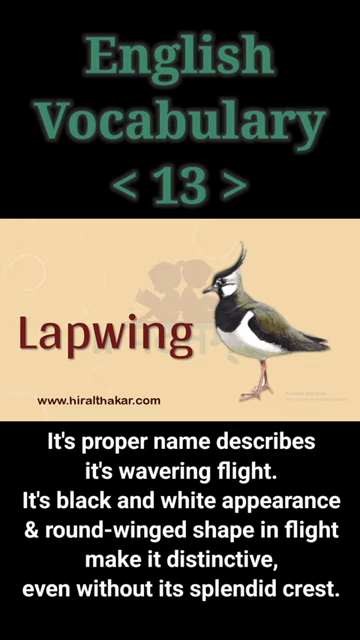 English
Vocabulary
< 13 >
Lapwing
www.hiralthakar.com
It's proper name describes
it's wavering flight.
It's black and white appearance
& round-winged shape in flight
make it distinctive,
even without its splendid crest.